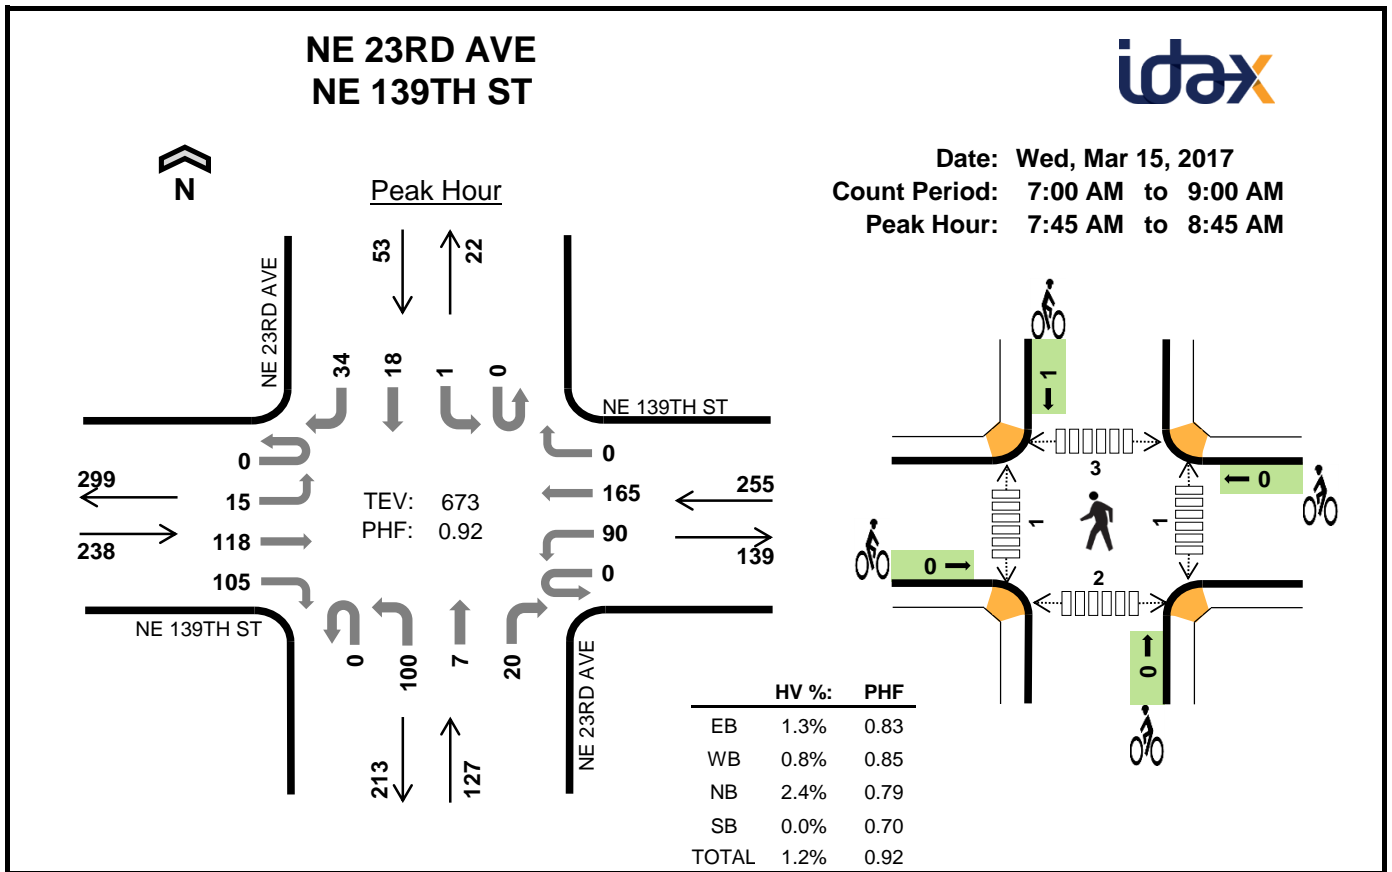 NE 23RD AVE
NE 139TH ST
idax
N
Peak Hour
Date: Wed, Mar 15, 2017
Count Period: 7:00 AM to 9:00 AM
Peak Hour: 7:45 AM to 8:45 AM
53
22
NE 23RD AVE
34
18
1
0
NE 139TH ST
0
15
118
105
299
238
TEV: 673
PHF: 0.92
0
165
90
0
255
139
NE 139TH ST
0
100
7
20
NE 23RD AVE
213
127
1
3
0
1
1
0
2
0
HV %: PHF
EB 1.3% 0.83
WB 0.8% 0.85
NB 2.4% 0.79
SB 0.0% 0.70
TOTAL 1.2% 0.92